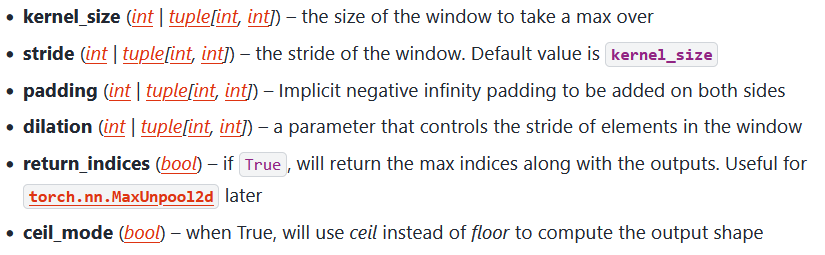 • kernel_size (int | tuple[int, int]) – the size of the window to take a max over
• stride (int | tuple[int, int]) – the stride of the window. Default value is kernel_size
• padding (int | tuple[int, int]) – Implicit negative infinity padding to be added on both sides
• dilation (int | tuple[int, int]) – a parameter that controls the stride of elements in the window
• return_indices (bool) – if True, will return the max indices along with the outputs. Useful for
torch.nn.MaxUnpool2d later
• ceil_mode (bool) – when True, will use ceil instead of floor to compute the output shape